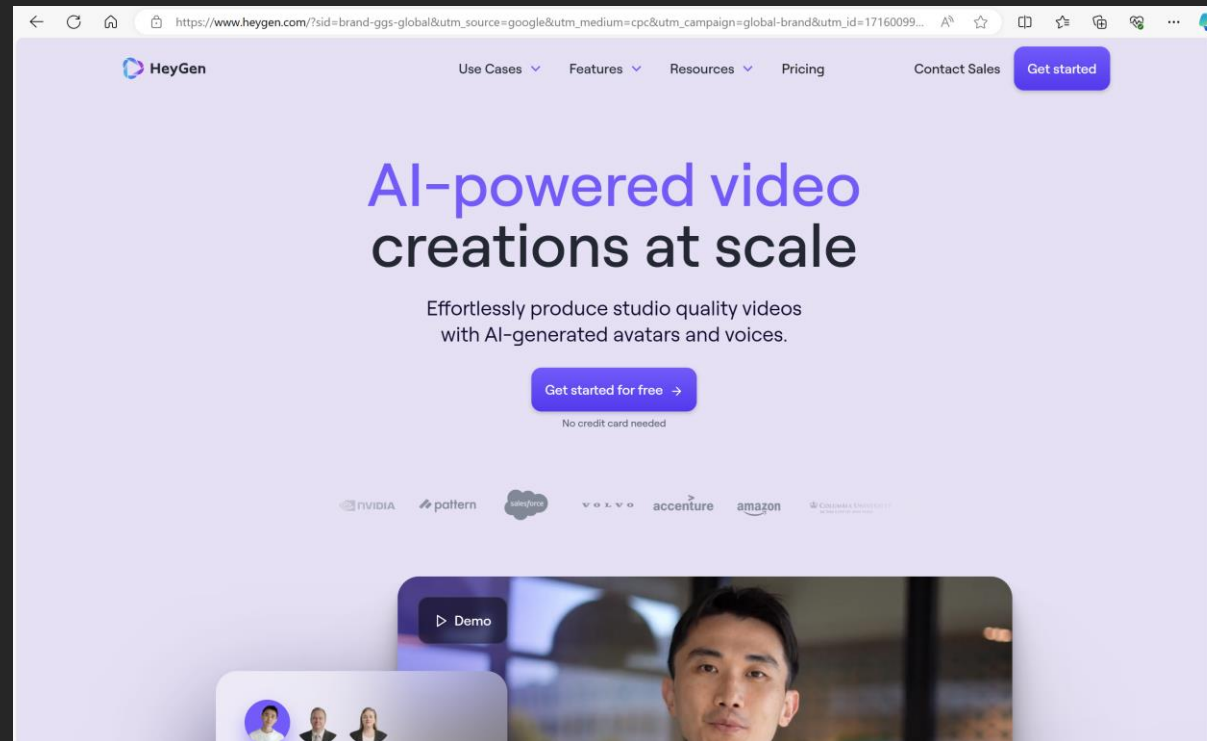 https://www.heygen.com/?sid=brand-ggs-global&utm_source=google&utm_medium=cpc&utm_campaign=global-brand&utm_id=17160099...
HeyGen Use Cases Features Resources Pricing Contact Sales Get started
AI-powered video
creations at scale
Effortlessly produce studio quality videos
with AI-generated avatars and voices.
Get started for free →
No credit card needed
NVIDIA pattern salesforce VOLVO accenture amazon COLUMBIA UNIVERSITY
Demo